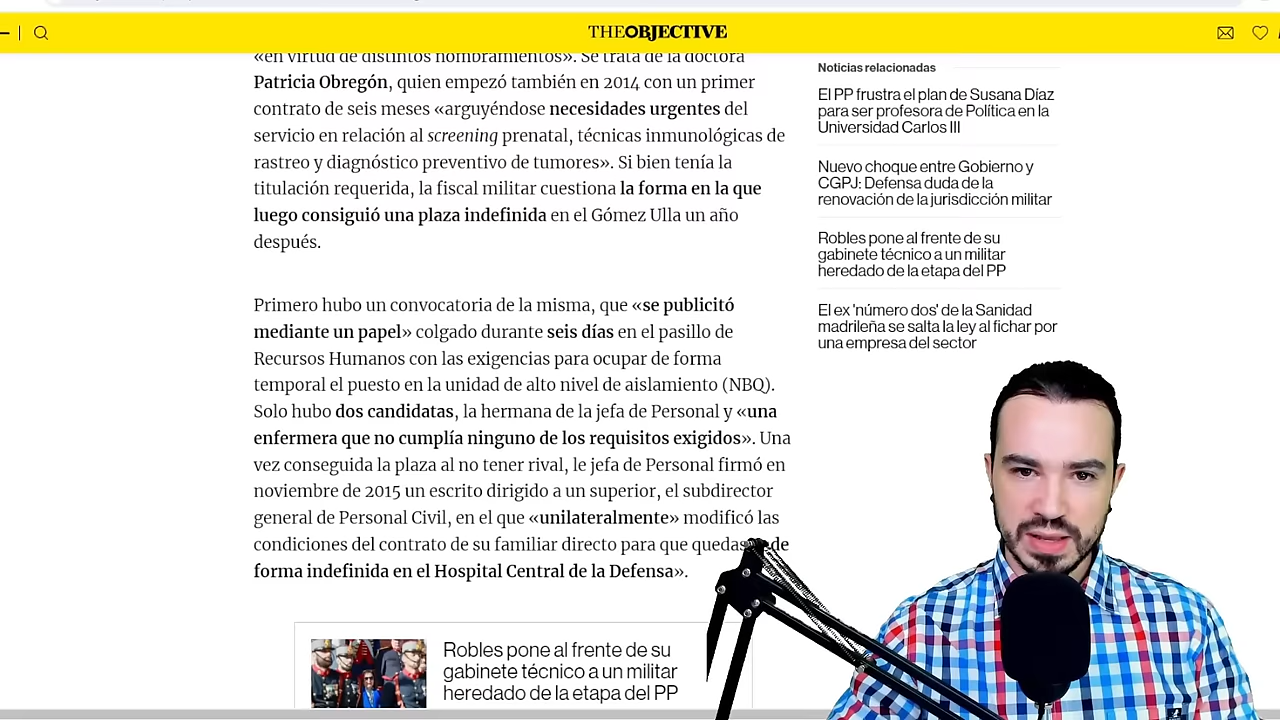 THEOBJECTIVE
«en virtud de distintos nombramientos». Se trata de la doctora
Patricia Obregón, quien empezó también en 2014 con un primer
contrato de seis meses «arguyéndose necesidades urgentes del
servicio en relación al screening prenatal, técnicas inmunológicas de
rastreo y diagnóstico preventivo de tumores». Si bien tenía la
titulación requerida, la fiscal militar cuestiona la forma en la que
luego consiguió una plaza indefinida en el Gómez Ulla un año
después.
Primero hubo un convocatoria de la misma, que «se publicitó
mediante un papel» colgado durante seis días en el pasillo de
Recursos Humanos con las exigencias para ocupar de forma
temporal el puesto en la unidad de alto nivel de aislamiento (NBQ).
Solo hubo dos candidatas, la hermana de la jefa de Personal y «una
enfermera que no cumplía ninguno de los requisitos exigidos». Una
vez conseguida la plaza al no tener rival, le jefa de Personal firmó en
noviembre de 2015 un escrito dirigido a un superior, el subdirector
general de Personal Civil, en el que «unilateralmente» modificó las
condiciones del contrato de su familiar directo para que de
forma indefinida en el Hospital Central de la Defensa».
Robles pone al frente de su
gabinete técnico a un militar
heredado de la etapa del PP
Noticias relacionadas
El PP frustra el plan de Susana Díaz
para ser profesora de Política en la
Universidad Carlos III
Nuevo choque entre Gobierno y
CGPJ: Defensa duda de la
renovación de la jurisdicción militar
Robles pone al frente de su
gabinete técnico a un militar
heredado de la etapa del PP
El ex 'número dos' de la Sanidad
madrileña se salta la ley al fichar por
una empresa del sector